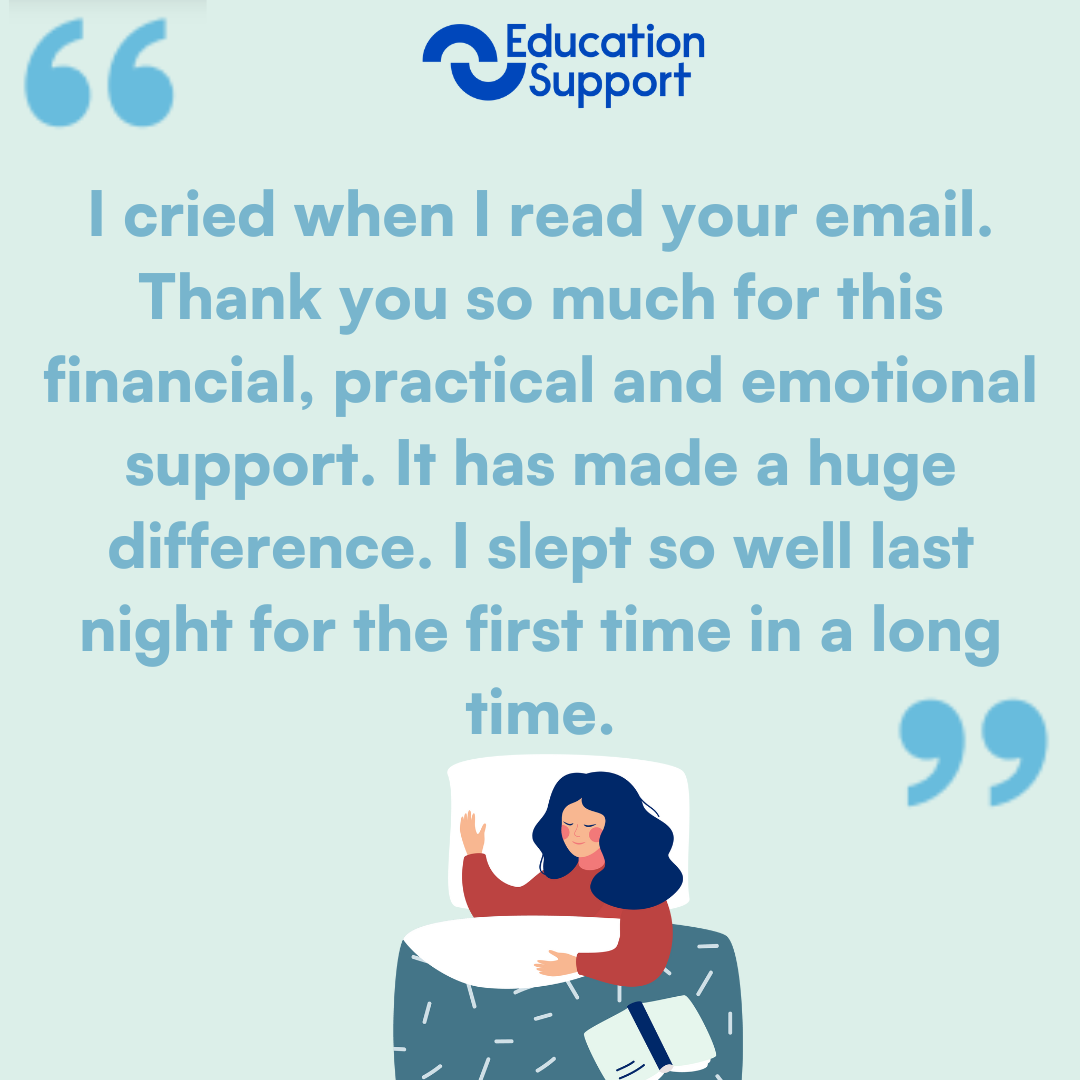 Education
Support
“
I cried when I read your email.
Thank you so much for this
financial, practical and emotional
support. It has made a huge
difference. I slept so well last
night for the first time in a long
time.
”